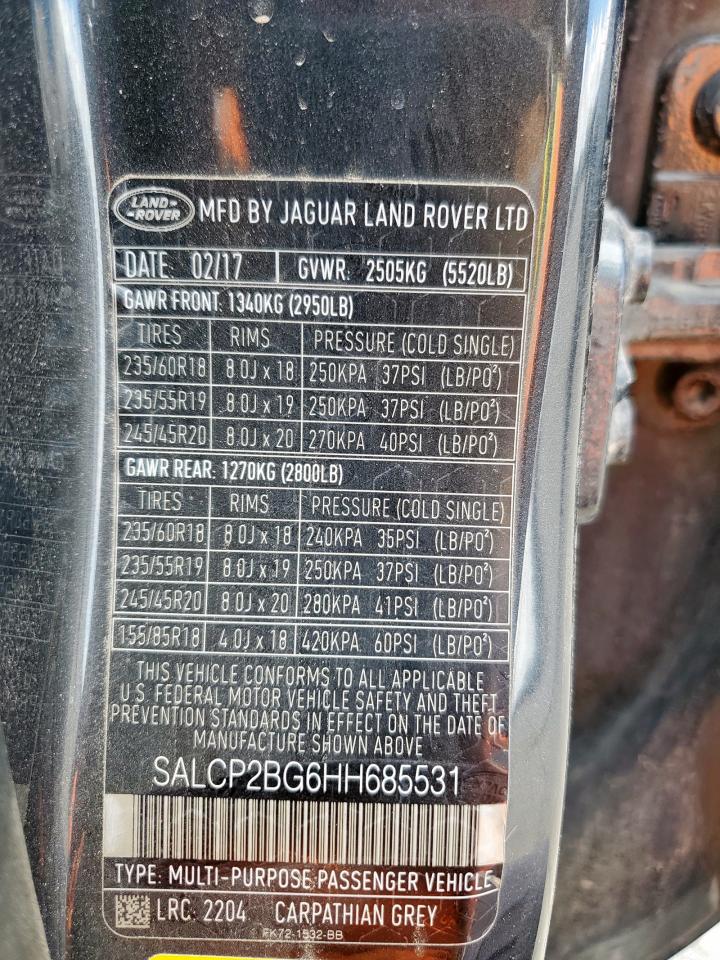 LAND-
-ROVER
MFD BY JAGUAR LAND ROVER LTD
DATE: 02/17 GVWR: 2505KG (5520LB)
GAWR FRONT: 1340KG (2950LB)
TIRES RIMS PRESSURE (COLD SINGLE)
235/60R18 8.0J x 18 250KPA 37PSI (LB/PO²)
235/55R19 8.0J x 19 250KPA 37PSI (LB/PO²)
245/45R20 8.0J x 20 270KPA 40PSI (LB/PO²)
GAWR REAR: 1270KG (2800LB)
TIRES RIMS PRESSURE (COLD SINGLE)
235/60R18 8.0J x 18 240KPA 35PSI (LB/PO²)
235/55R19 8.0J x 19 250KPA 37PSI (LB/PO²)
245/45R20 8.0J x 20 280KPA 41PSI (LB/PO²)
155/85R18 4.0J x 18 420KPA 60PSI (LB/PO²)
THIS VEHICLE CONFORMS TO ALL APPLICABLE
U.S. FEDERAL MOTOR VEHICLE SAFETY AND THEFT
PREVENTION STANDARDS IN EFFECT ON THE DATE OF
MANUFACTURE SHOWN ABOVE
SALCP2BG6HH685531
TYPE: MULTI-PURPOSE PASSENGER VEHICLE
LRC: 2204 CARPATHIAN GREY
FK72-1532-BB